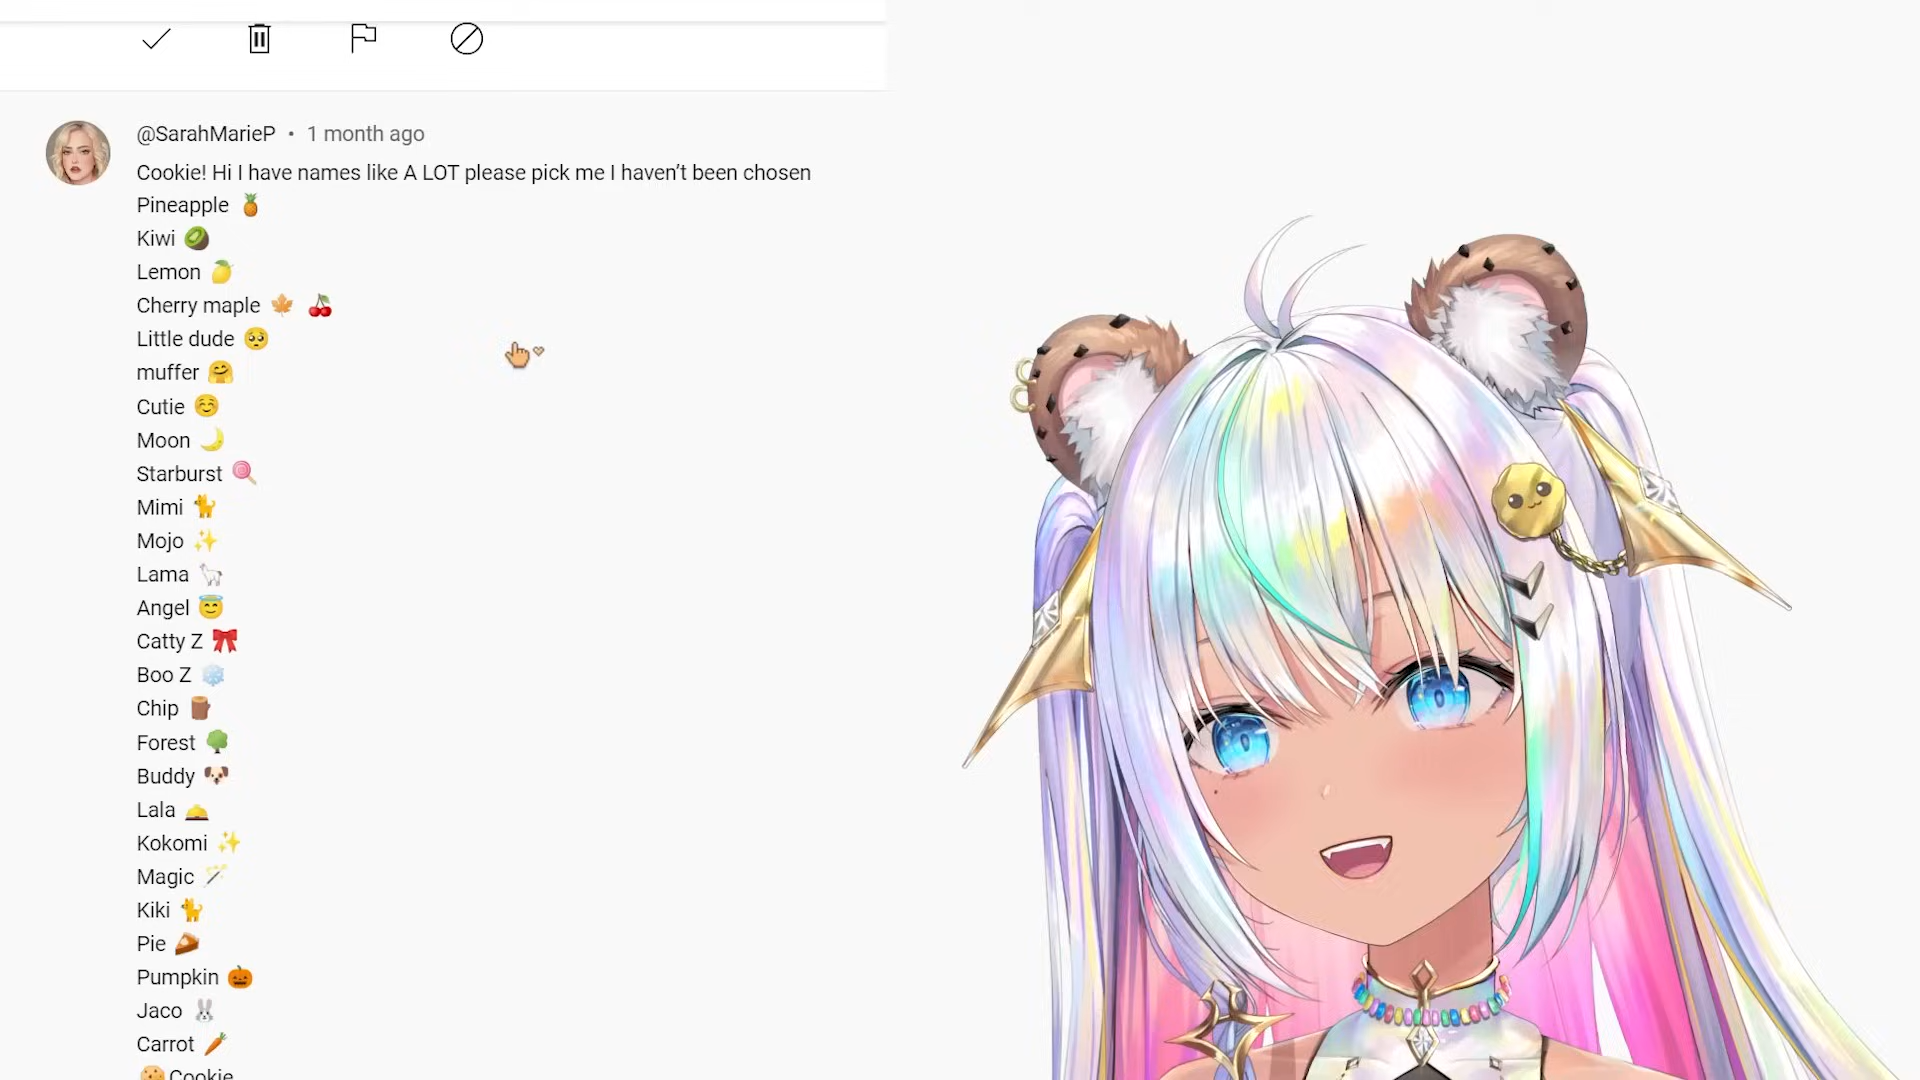 @SarahMarieP • 1 month ago
Cookie! Hi I have names like A LOT please pick me I haven’t been chosen
Pineapple 🍍
Kiwi 🥝
Lemon 🍋
Cherry maple 🍁 🍒
Little dude 🥺
muffer 🤗
Cutie ☺️
Moon 🌙
Starburst 🍭
Mimi 🐈
Mojo ✨
Lama 🦙
Angel 😇
Catty Z 🎀
Boo Z ❄️
Chip 🪵
Forest 🌳
Buddy 🐶
Lala 🛎️
Kokomi ✨
Magic 🪄
Kiki 🐈
Pie 🥧
Pumpkin 🎃
Jaco 🐰
Carrot 🥕
🍪Cookie